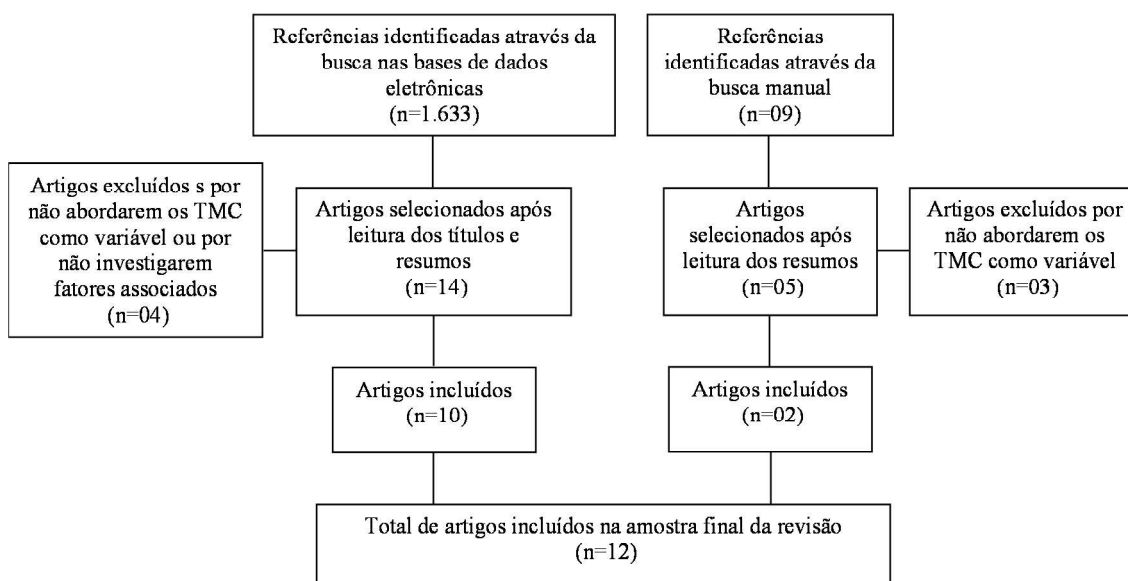 Referências identificadas através da
busca nas bases de dados
eletrônicas
(n=1.633)
Referências
identificadas através da
busca manual
(n=09)
Artigos excluídos s por
não abordarem os TMC
como variável ou por
não investigarem
fatores associados
(n=04)
Artigos selecionados após
leitura dos títulos e
resumos
(n=14)
Artigos
selecionados após
leitura dos resumos
(n=05)
Artigos excluídos por
não abordarem os
TMC como variável
(n=03)
Artigos incluídos
(n=10)
Artigos incluídos
(n=02)
Total de artigos incluídos na amostra final da revisão
(n=12)